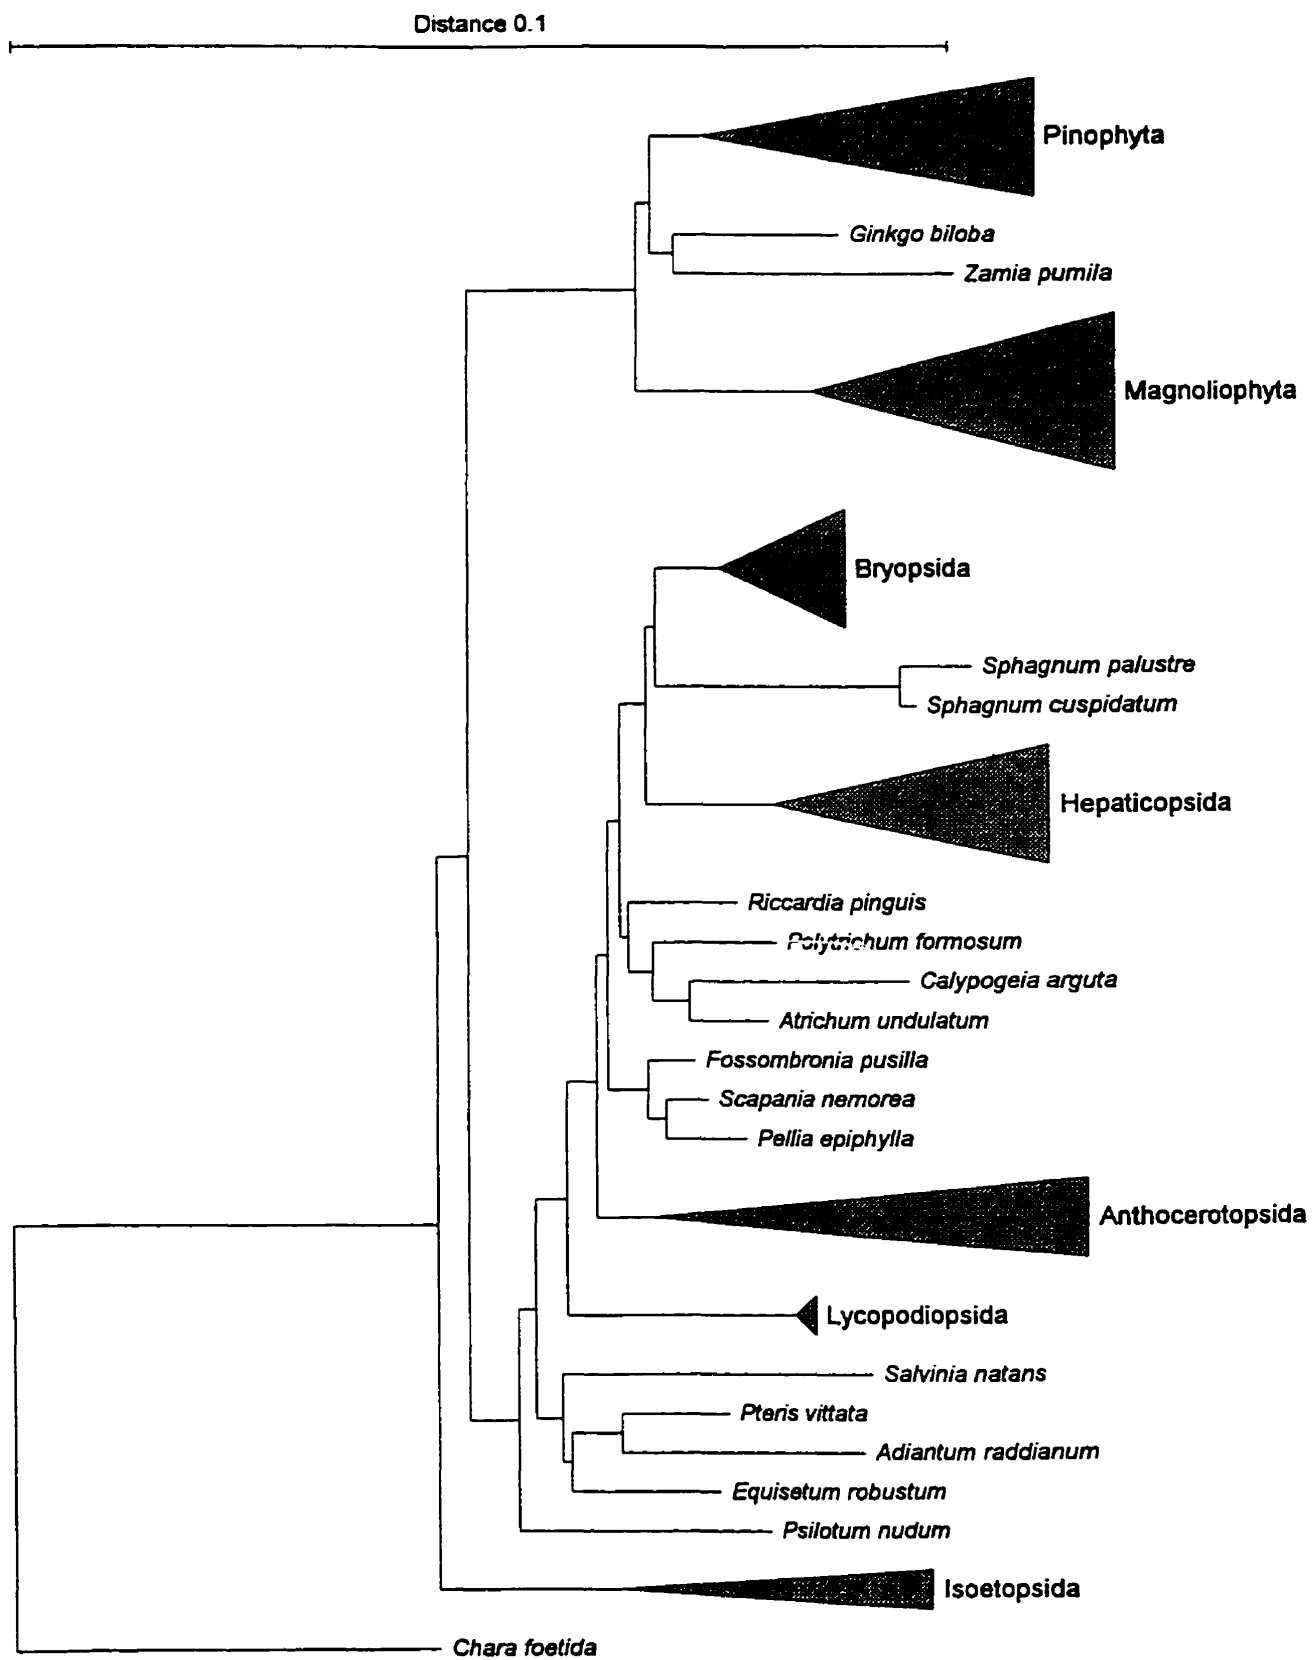 Distance 0.1
Pinophyta
Ginkgo biloba
Zamia pumila
Magnoliophyta
Bryopsida
Sphagnum palustre
Sphagnum cuspidatum
Hepaticopsida
Riccardia pinguis
Polytrichum formosum
Calypogeia arguta
Atrichum undulatum
Fossombronia pusilla
Scapania nemorea
Pellia epiphylla
Anthocerotopsida
Lycopodiopsida
Salvinia natans
Pteris vittata
Adiantum raddianum
Equisetum robustum
Psilotum nudum
Isoetopsida
Chara foetida